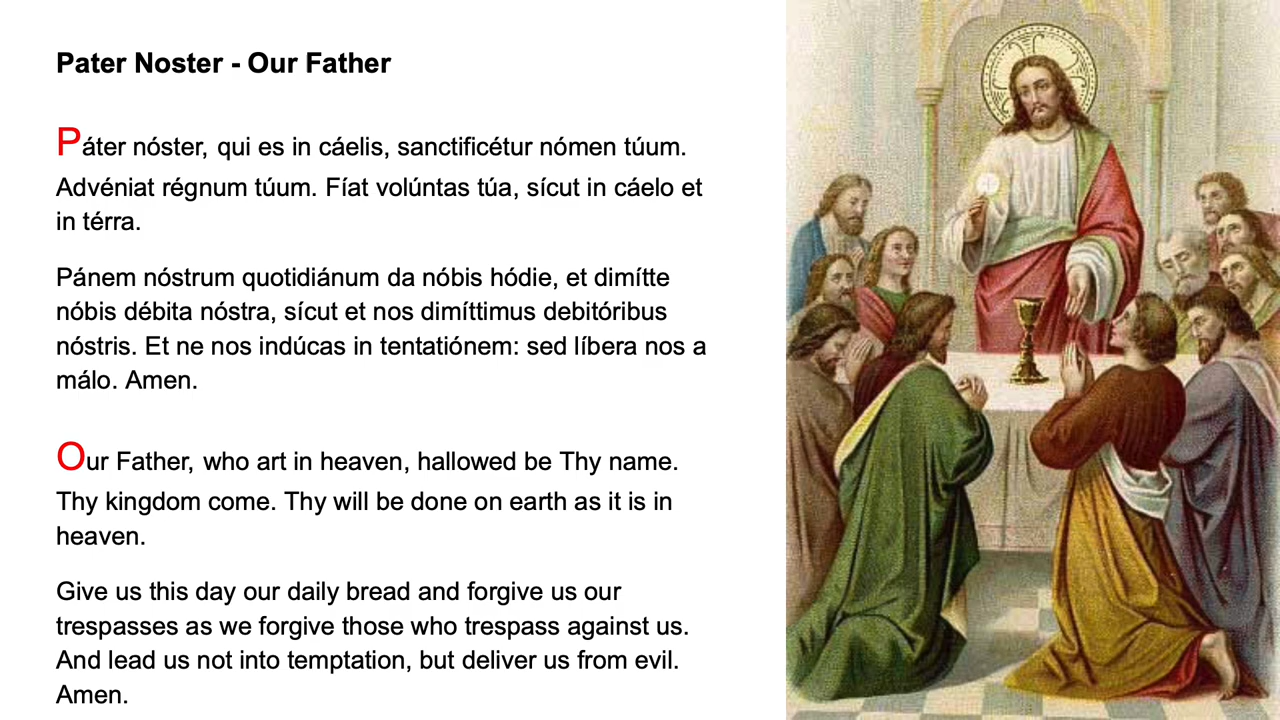 Pater Noster - Our Father
Páter nóster, qui es in cáelis, sanctificétur nómen túum.
Advéniat régnum túum. Fíat volúntas túa, sícut in cáelo et
in térra.
Pánem nóstrum quotidiánum da nóbis hódie, et dimítte
nóbis débita nóstra, sícut et nos dimíttimus debitóribus
nóstris. Et ne nos indúcas in tentatiónem: sed líbera nos a
málo. Amen.
Our Father, who art in heaven, hallowed be Thy name.
Thy kingdom come. Thy will be done on earth as it is in
heaven.
Give us this day our daily bread and forgive us our
trespasses as we forgive those who trespass against us.
And lead us not into temptation, but deliver us from evil.
Amen.